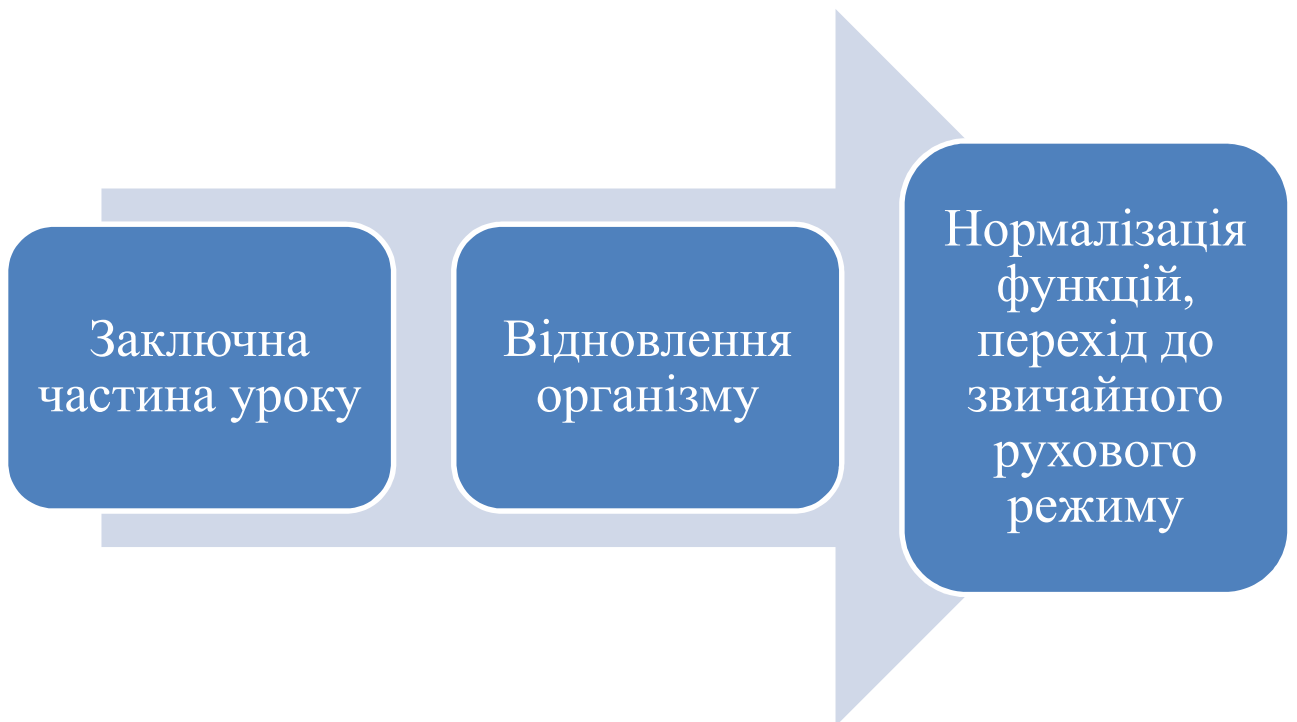 Заключна
частина уроку
Відновлення
організму
Нормалізація
функцій,
перехід до
звичайного
рухового
режиму